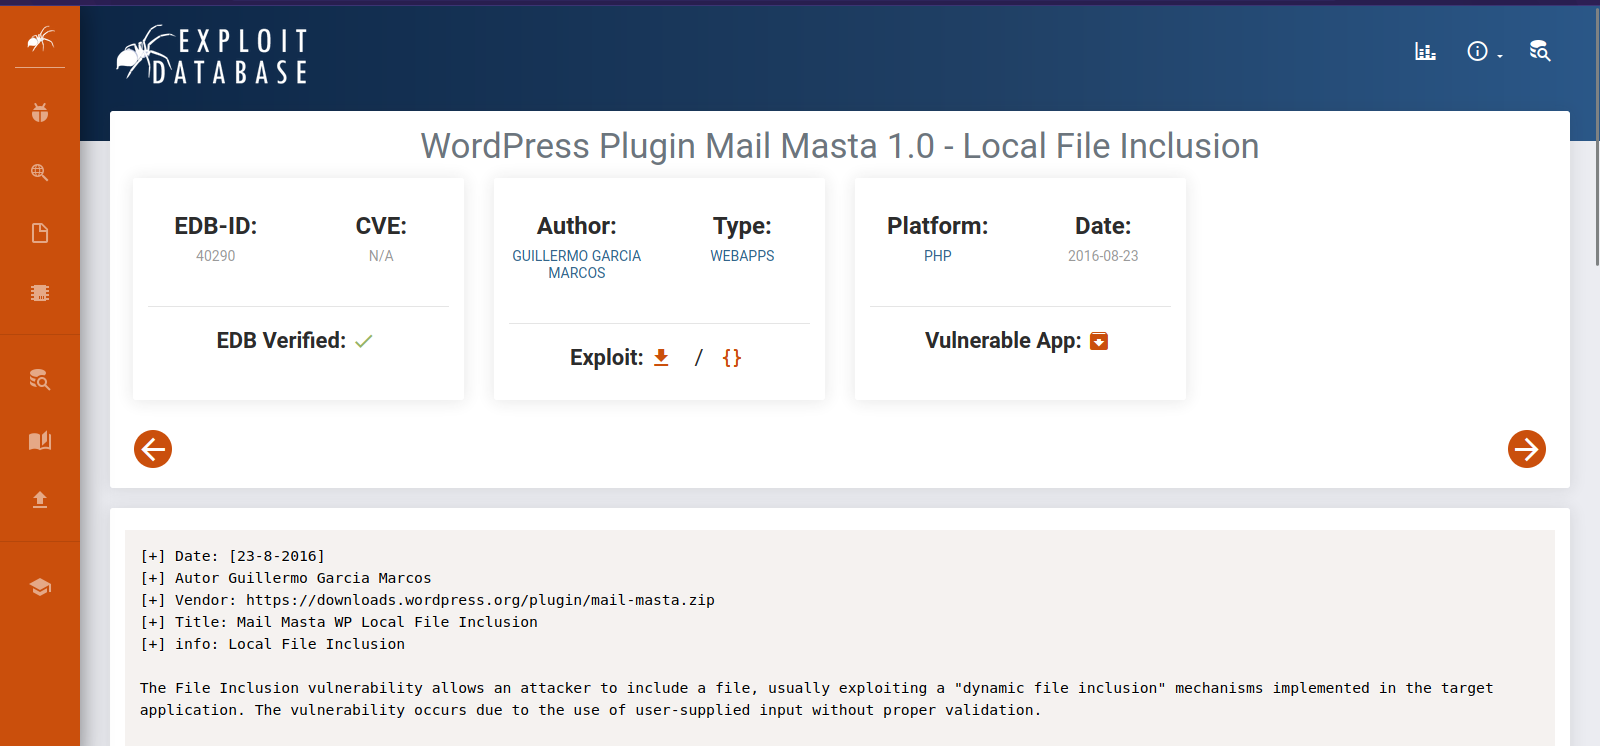 EXPLOIT
DATABASE
WordPress Plugin Mail Masta 1.0 - Local File Inclusion
EDB-ID:
40290
CVE:
N/A
EDB Verified:
Author:
GUILLERMO GARCIA
MARCOS
Type:
WEBAPPS
Exploit: / {}
Platform:
PHP
Date:
2016-08-23
Vulnerable App:
[+] Date: [23-8-2016]
[+] Autor Guillermo Garcia Marcos
[+] Vendor: https://downloads.wordpress.org/plugin/mail-masta.zip
[+] Title: Mail Masta WP Local File Inclusion
[+] info: Local File Inclusion
The File Inclusion vulnerability allows an attacker to include a file, usually exploiting a "dynamic file inclusion" mechanisms implemented in the target
application. The vulnerability occurs due to the use of user-supplied input without proper validation.